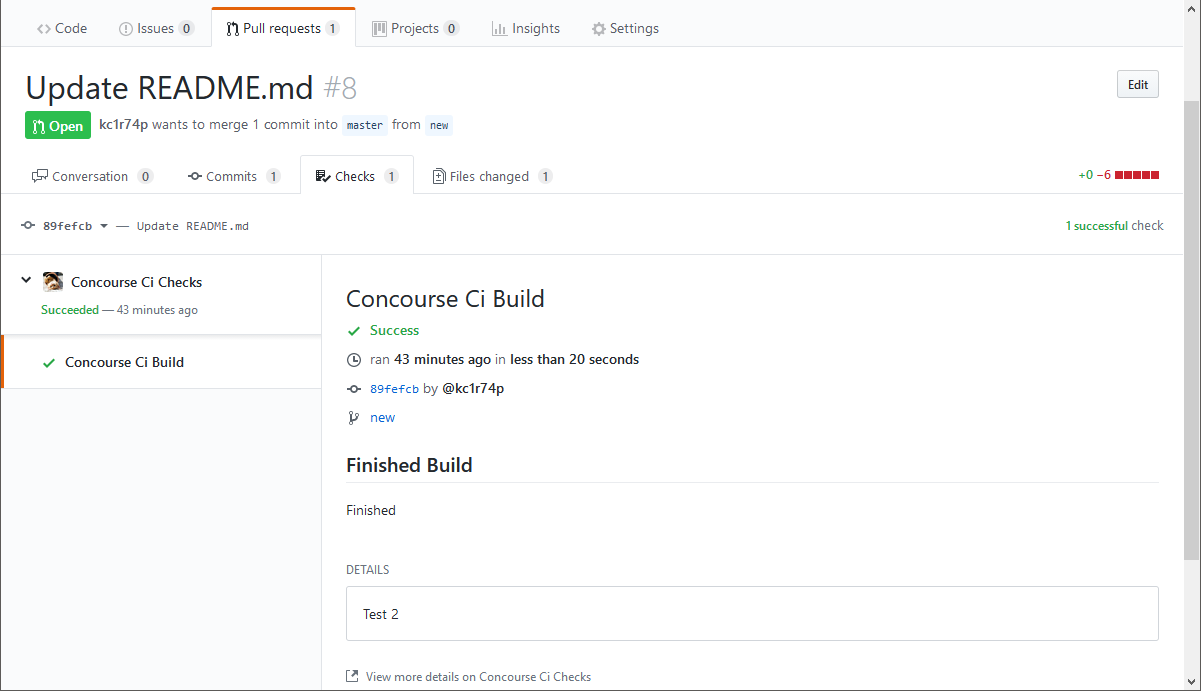 Code Issues 0 Pull requests 1 Projects 0 Insights Settings
Update README.md #8
Edit
Open kc1r74p wants to merge 1 commit into master from new
Conversation 0 Commits 1 Checks 1 Files changed 1 +0 −6
89fefcb — Update README.md 1 successful check
Concourse Ci Checks
Succeeded — 43 minutes ago
Concourse Ci Build
Concourse Ci Build
Success
ran 43 minutes ago in less than 20 seconds
89fefcb by @kc1r74p
new
Finished Build
Finished
DETAILS
Test 2
View more details on Concourse Ci Checks